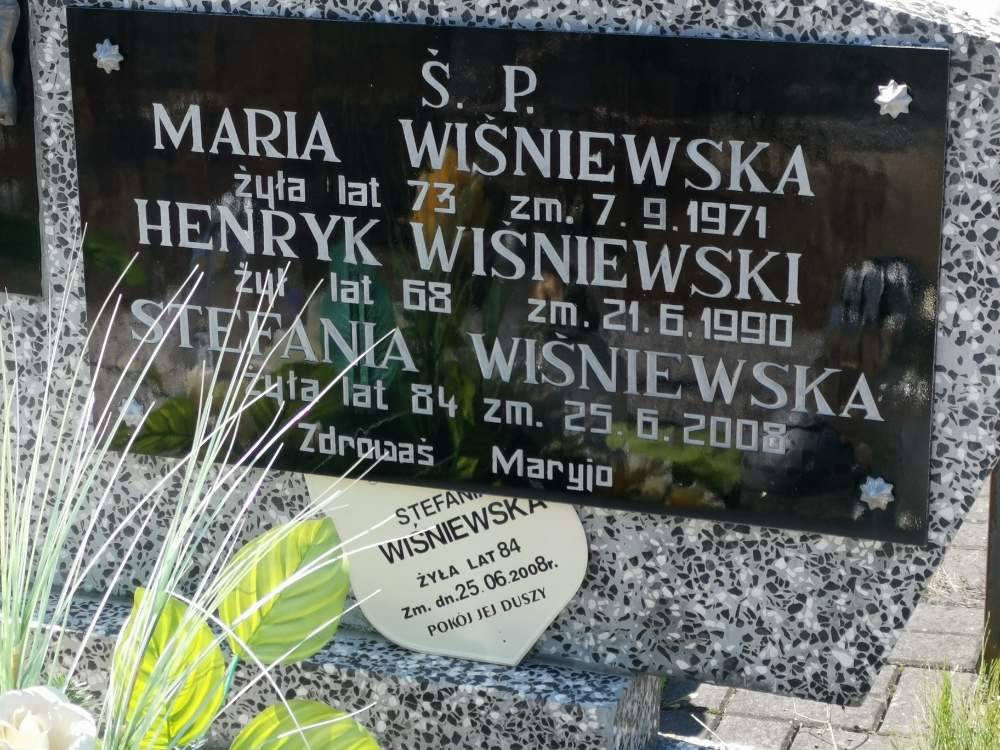 Ś. P.
MARIA WIŚNIEWSKA
żyła lat 73 zm. 7. 9. 1971
HENRYK WIŚNIEWSKI
żył lat 68 zm. 21. 6. 1990
STEFANIA WIŚNIEWSKA
żyła lat 84 zm. 25. 6. 2008
Zdrowaś Maryjo
STEFANIA
WIŚNIEWSKA
ŻYŁA LAT 84
Zm. dn. 25.06.2008r.
POKÓJ JEJ DUSZY